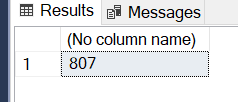 Results Messages
(No column name)
1 807